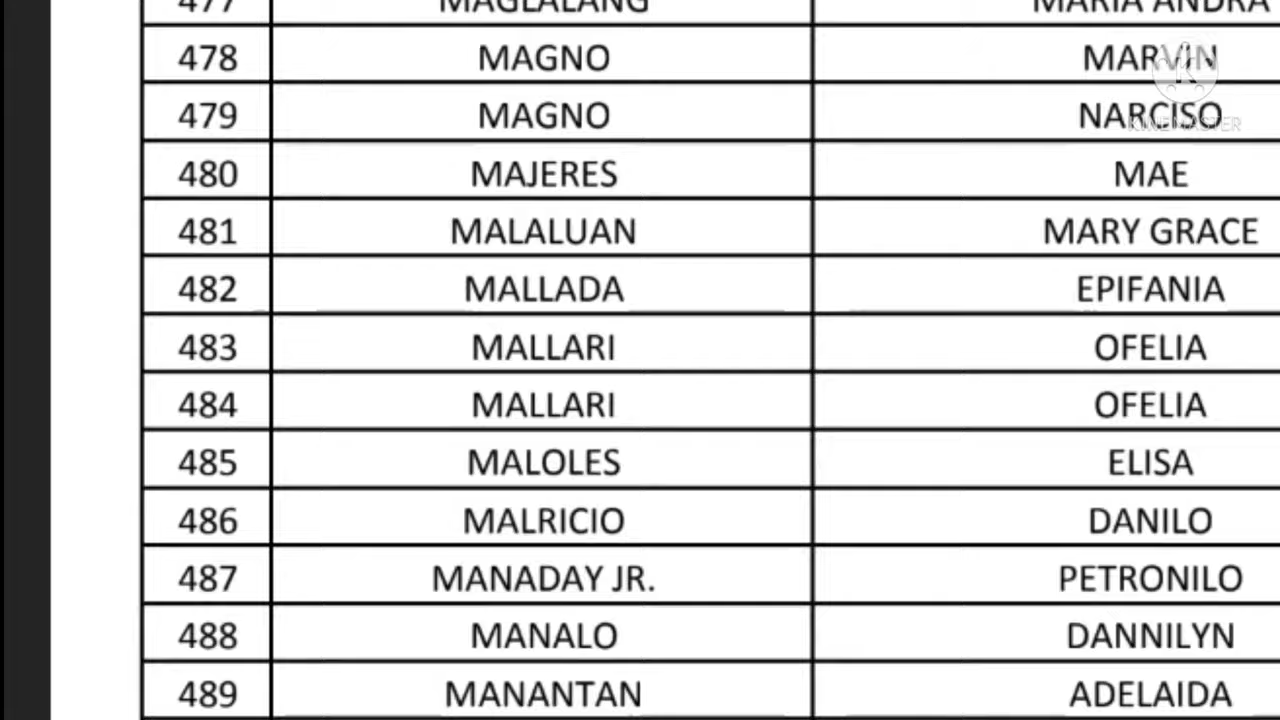 477 MAGLALANG MARIA ANDRA
478 MAGNO MARVIN
479 MAGNO NARCISO
480 MAJERES MAE
481 MALALUAN MARY GRACE
482 MALLADA EPIFANIA
483 MALLARI OFELIA
484 MALLARI OFELIA
485 MALOLES ELISA
486 MALRICIO DANILO
487 MANADAY JR. PETRONILO
488 MANALO DANNILYN
489 MANANTAN ADELAIDA
K
KINEMASTER